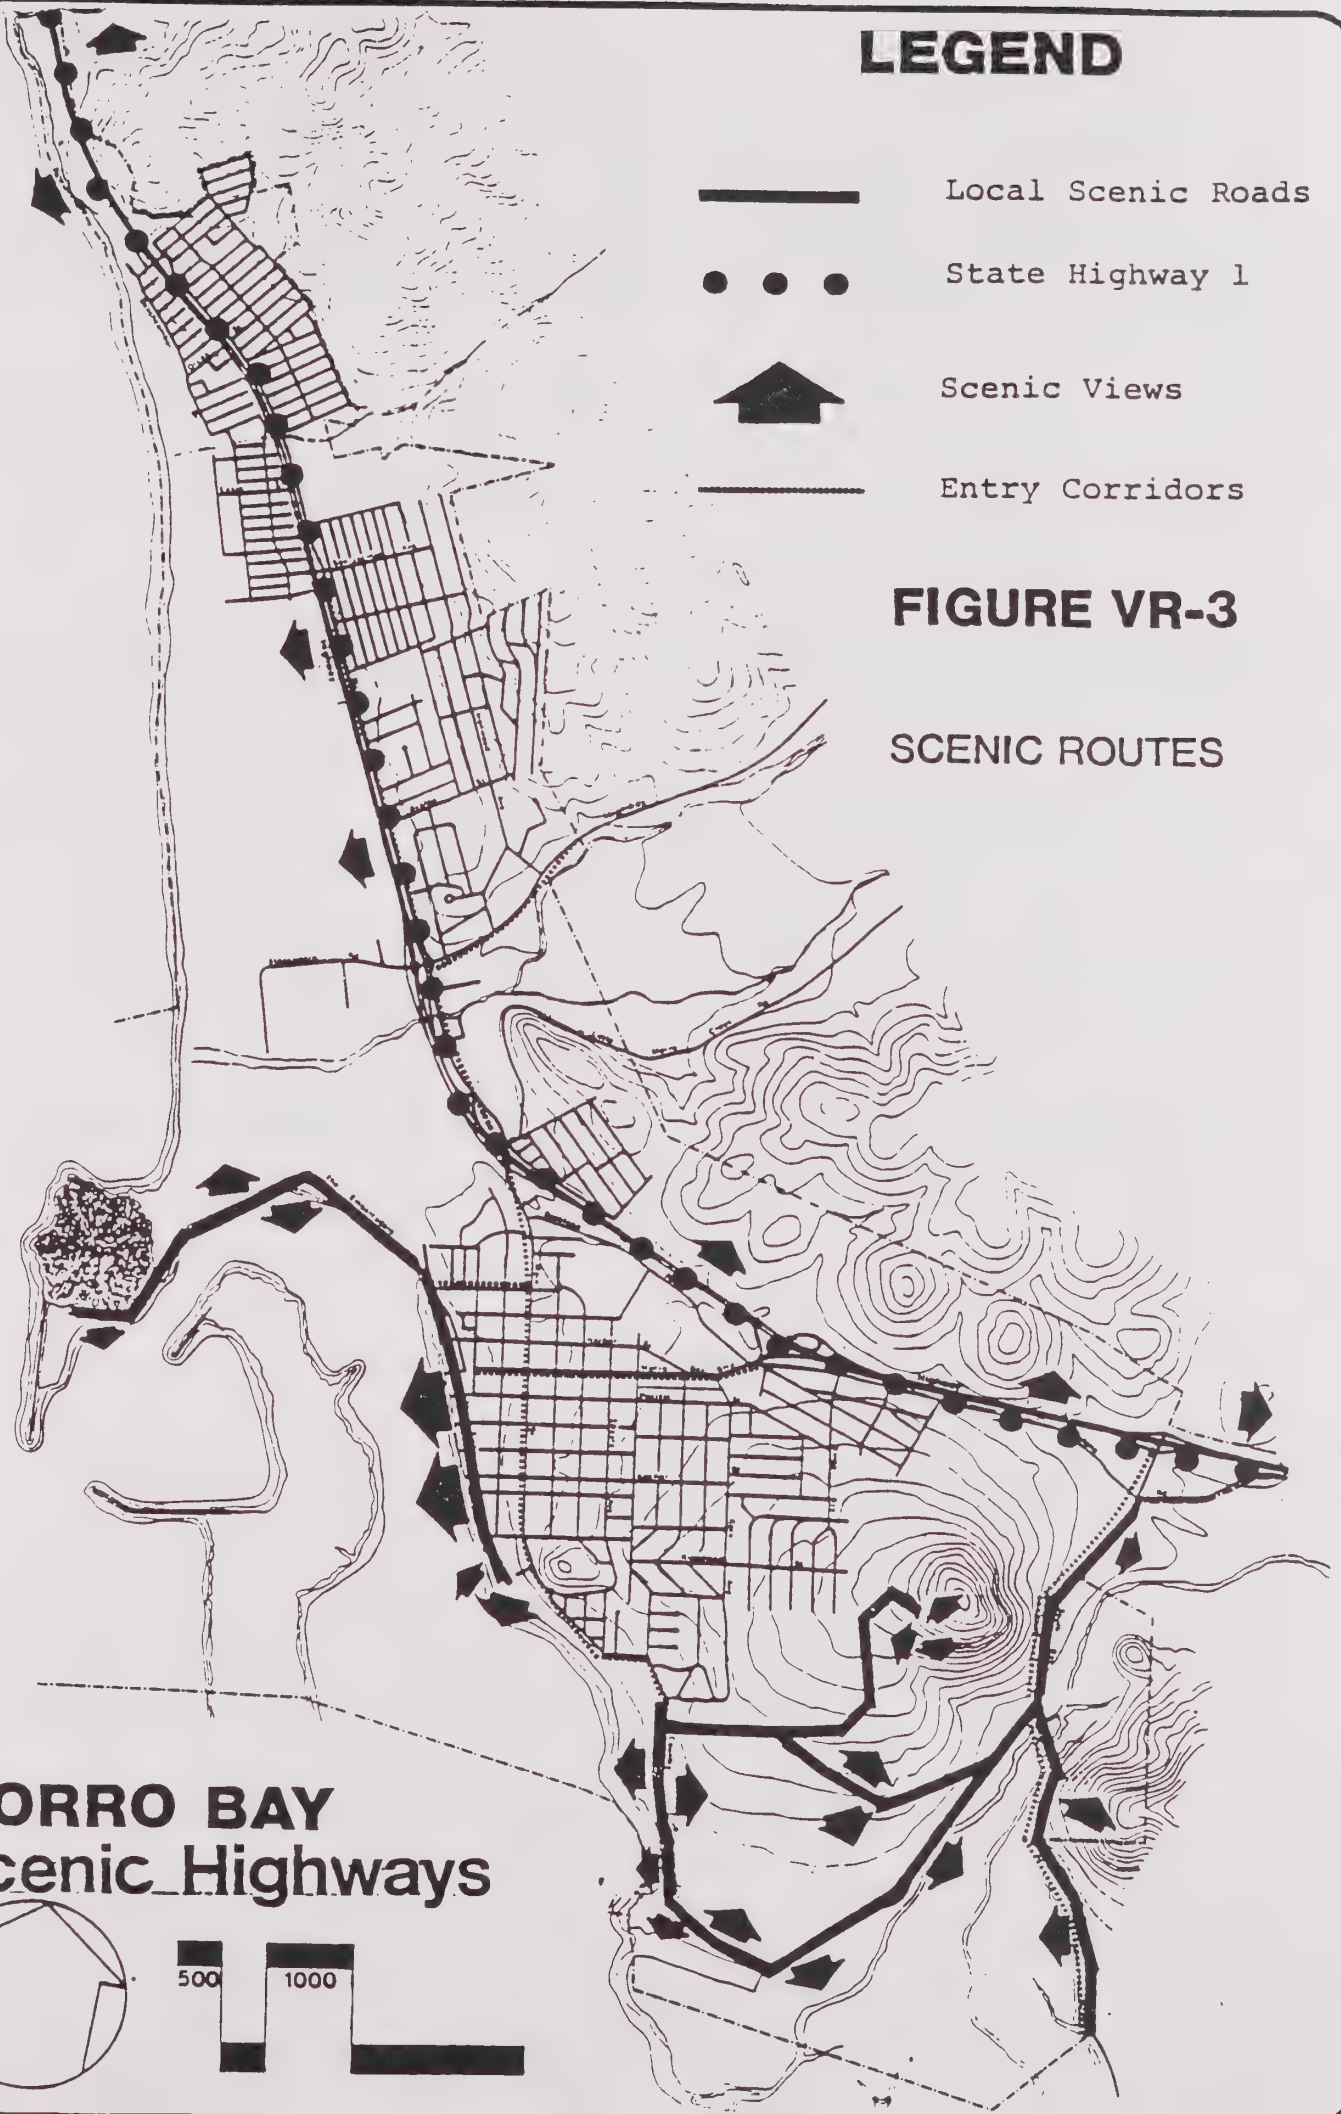 LEGEND
Local Scenic Roads
State Highway 1
Scenic Views
Entry Corridors
FIGURE VR-3
SCENIC ROUTES
ORRO BAY
cenic Highways
500
1000